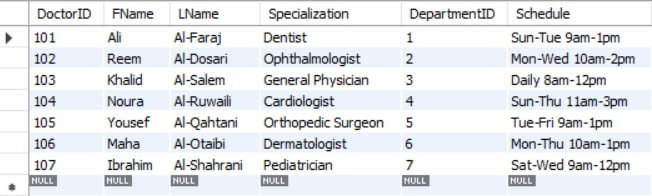 DoctorID FName LName Specialization DepartmentID Schedule
101 Ali Al-Faraj Dentist 1 Sun-Tue 9am-1pm
102 Reem Al-Dosari Ophthalmologist 2 Mon-Wed 10am-2pm
103 Khalid Al-Salem General Physician 3 Daily 8am-12pm
104 Noura Al-Ruwaili Cardiologist 4 Sun-Thu 11am-3pm
105 Yousef Al-Qahtani Orthopedic Surgeon 5 Tue-Fri 9am-1pm
106 Maha Al-Otaibi Dermatologist 6 Mon-Thu 10am-1pm
107 Ibrahim Al-Shahrani Pediatrician 7 Sat-Wed 9am-12pm
NULL NULL NULL NULL NULL NULL